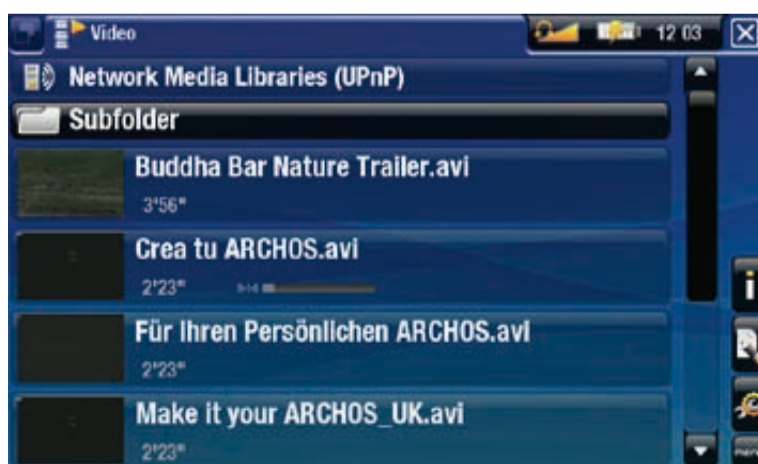 Video
12 03
Network Media Libraries (UPnP)
Subfolder
Buddha Bar Nature Trailer.avi
3'56"
Crea tu ARCHOS.avi
2'23"
Für Ihren Persönlichen ARCHOS.avi
2'23"
Make it your ARCHOS_UK.avi
2'23"